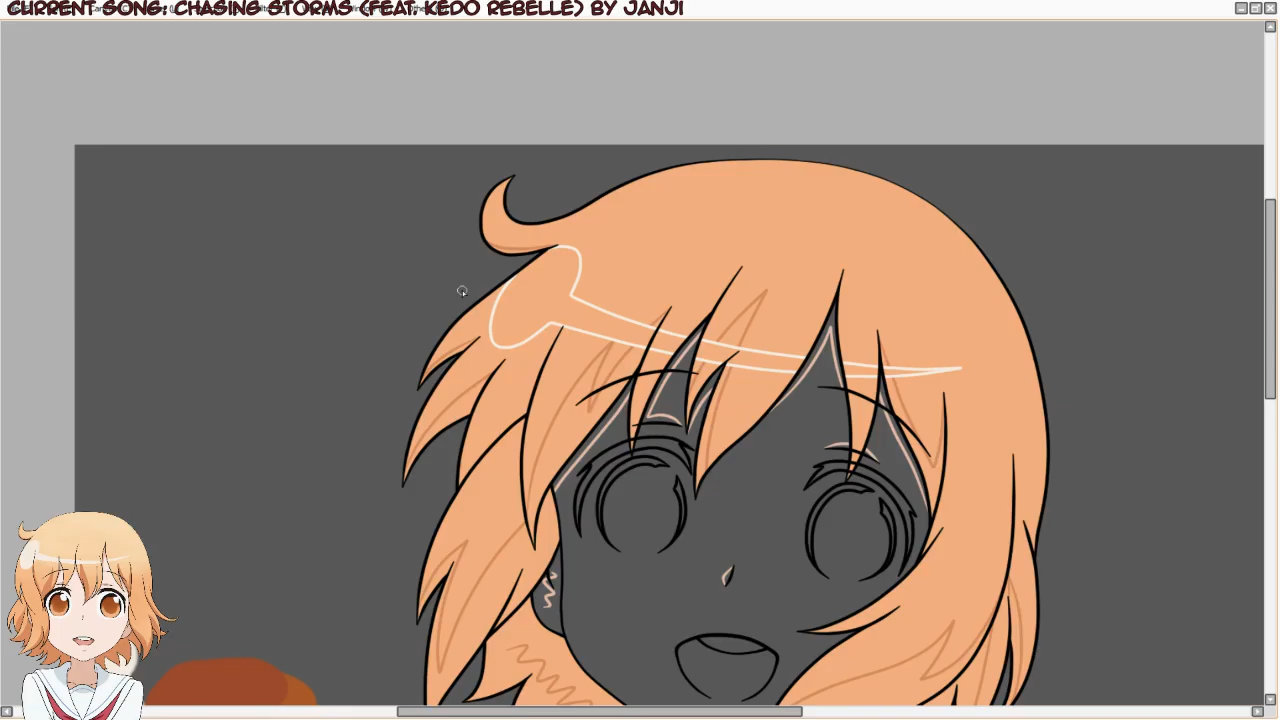 CURRENT SONG: CHASING STORMS (FEAT. KEDO REBELLE) BY JANJI